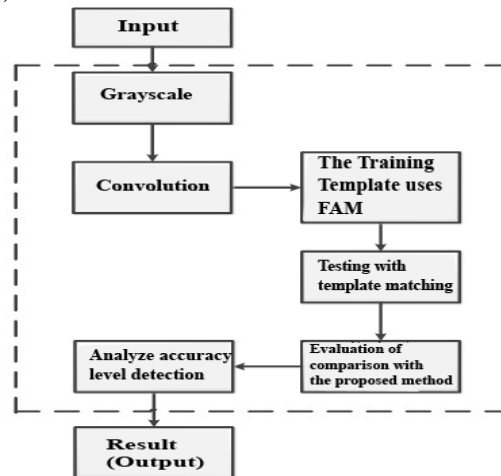 Input
Grayscale
Convolution
The Training
Template uses
FAM
Testing with
template matching
Evaluation of
comparison with
the proposed method
Analyze accuracy
level detection
Result
(Output)